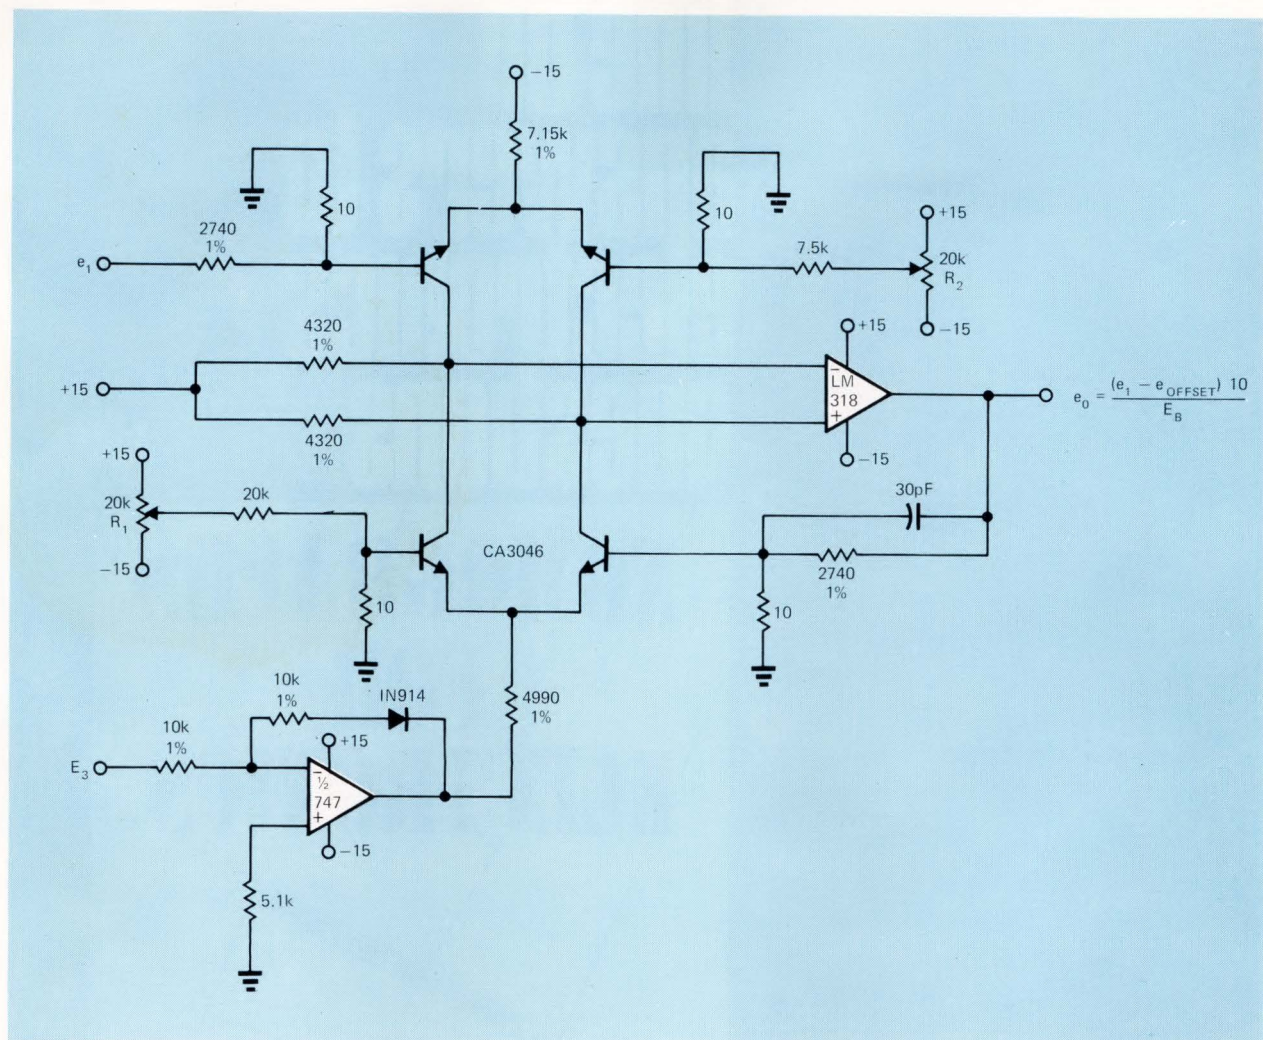 −15
7.15k
1%
10
10
2740
1%
e1
7.5k
+15
20k
R2
−15
4320
1%
+15
4320
1%
+15
−
LM
318
+
−15
e0 = (e1 − eOFFSET) 10
EB
+15
20k
R1
−15
20k
10
CA3046
30pF
2740
1%
10
4990
1%
10k
1%
IN914
10k
1%
E3
+15
−
½
747
+
−15
5.1k